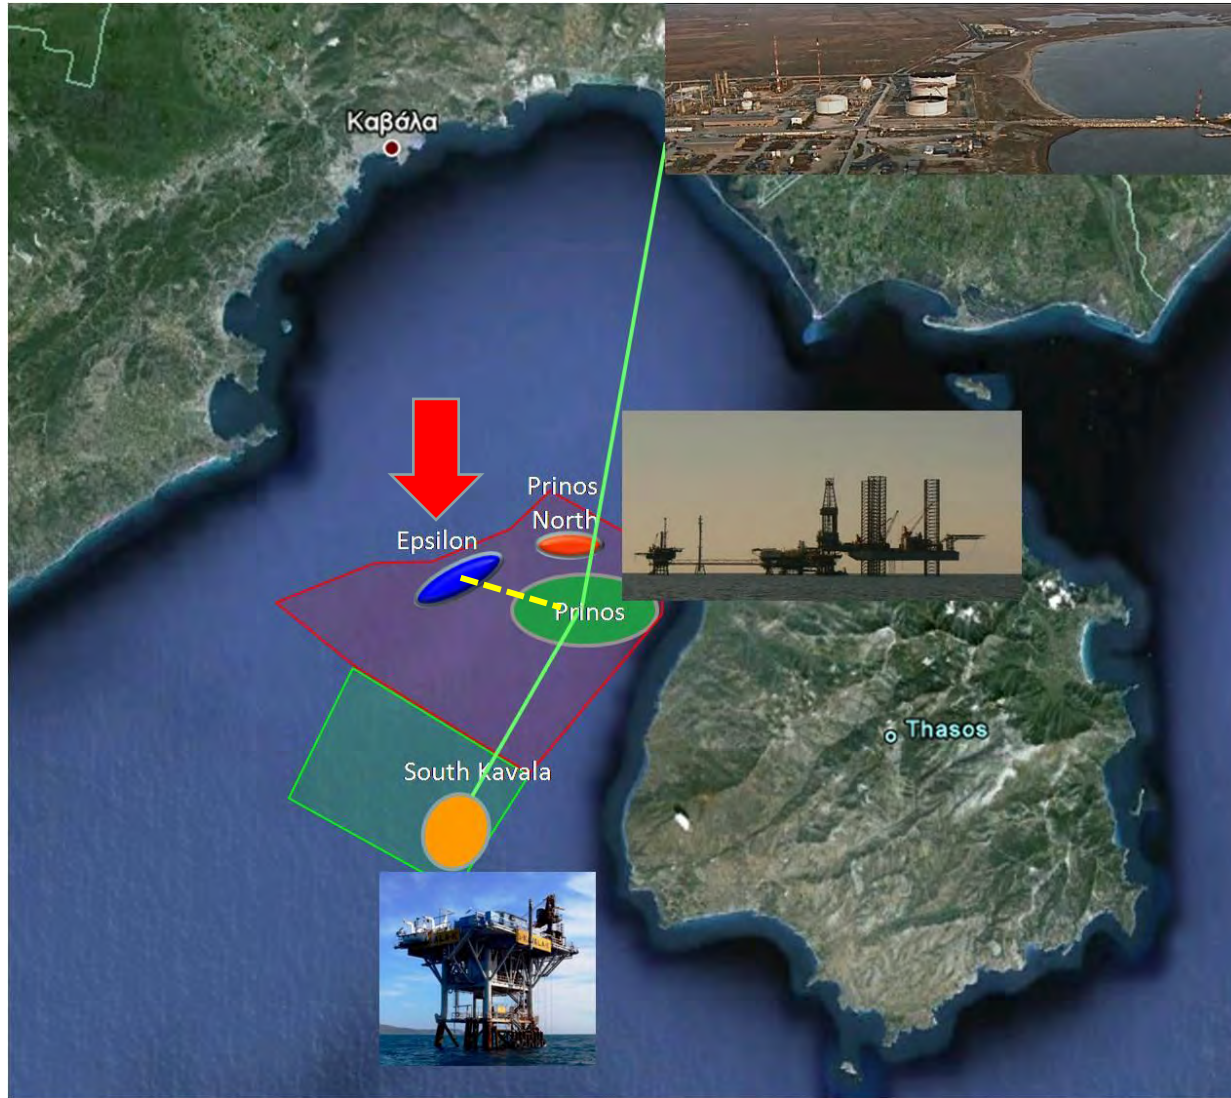 Καβάλα
Prinos
North
Epsilon
Prinos
Thasos
South Kavala